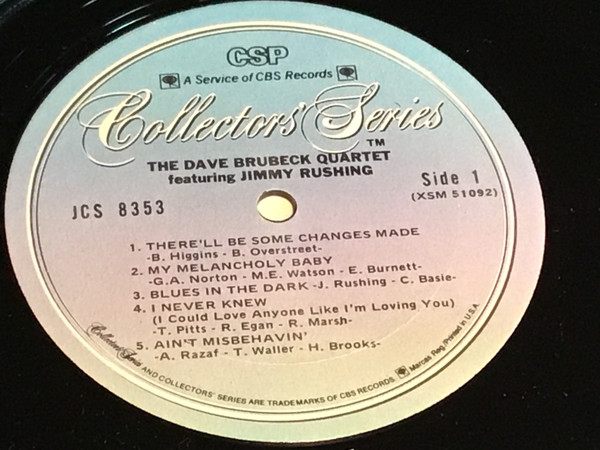 CSP
A Service of CBS Records
Collectors' Series
TM
THE DAVE BRUBECK QUARTET
featuring JIMMY RUSHING
JCS 8353
Side 1
(XSM 51092)
1. THERE'LL BE SOME CHANGES MADE
-B. Higgins - B. Overstreet-
2. MY MELANCHOLY BABY
-G.A. Norton - M.E. Watson - E. Burnett-
3. BLUES IN THE DARK -J. Rushing - C. Basie-
4. I NEVER KNEW
(I Could Love Anyone Like I'm Loving You)
-T. Pitts - R. Egan - R. Marsh-
5. AIN'T MISBEHAVIN'
-A. Razaf - T. Waller - H. Brooks-
Collectors' Series AND COLLECTORS' SERIES ARE TRADEMARKS OF CBS RECORDS Marcas Reg./Printed in U.S.A.